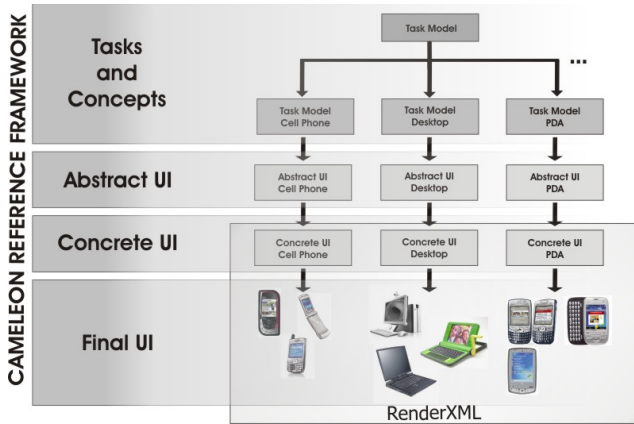 CAMELEON REFERENCE FRAMEWORK
Tasks
and
Concepts
Task Model
...
Task Model
Cell Phone
Task Model
Desktop
Task Model
PDA
Abstract UI
Abstract UI
Cell Phone
Abstract UI
Desktop
Abstract UI
PDA
Concrete UI
Concrete UI
Cell Phone
Concrete UI
Desktop
Concrete UI
PDA
Final UI
RenderXML